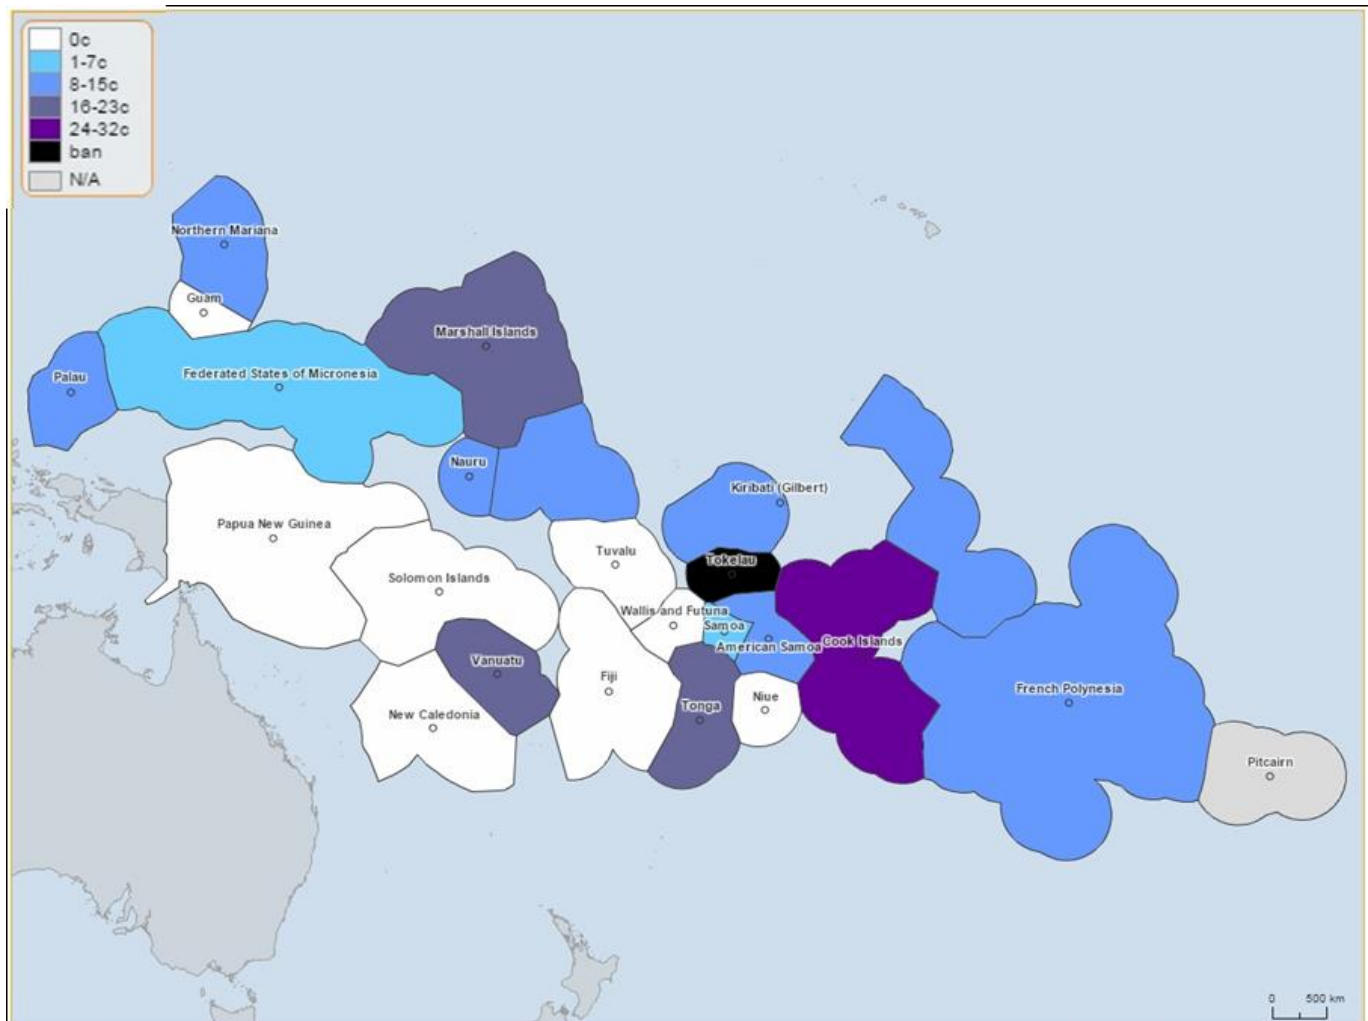 0c
1-7c
8-15c
16-23c
24-32c
ban
N/A
Northern Mariana
Guam
Marshall Islands
Palau
Federated States of Micronesia
Nauru
Kiribati (Gilbert)
Papua New Guinea
Tuvalu
Tokelau
Solomon Islands
Wallis and Futuna
Samoa
American Samoa
Cook Islands
Vanuatu
Fiji
French Polynesia
New Caledonia
Tonga
Niue
Pitcairn
0 500 km